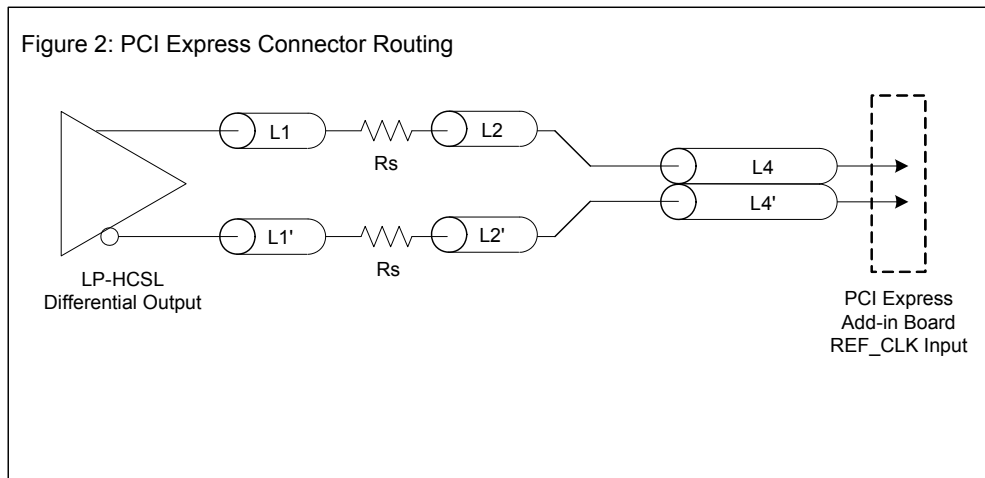 Figure 2: PCI Express Connector Routing
L1
Rs
L2
L4
L4'
L1'
Rs
L2'
LP-HCSL
Differential Output
PCI Express
Add-in Board
REF_CLK Input